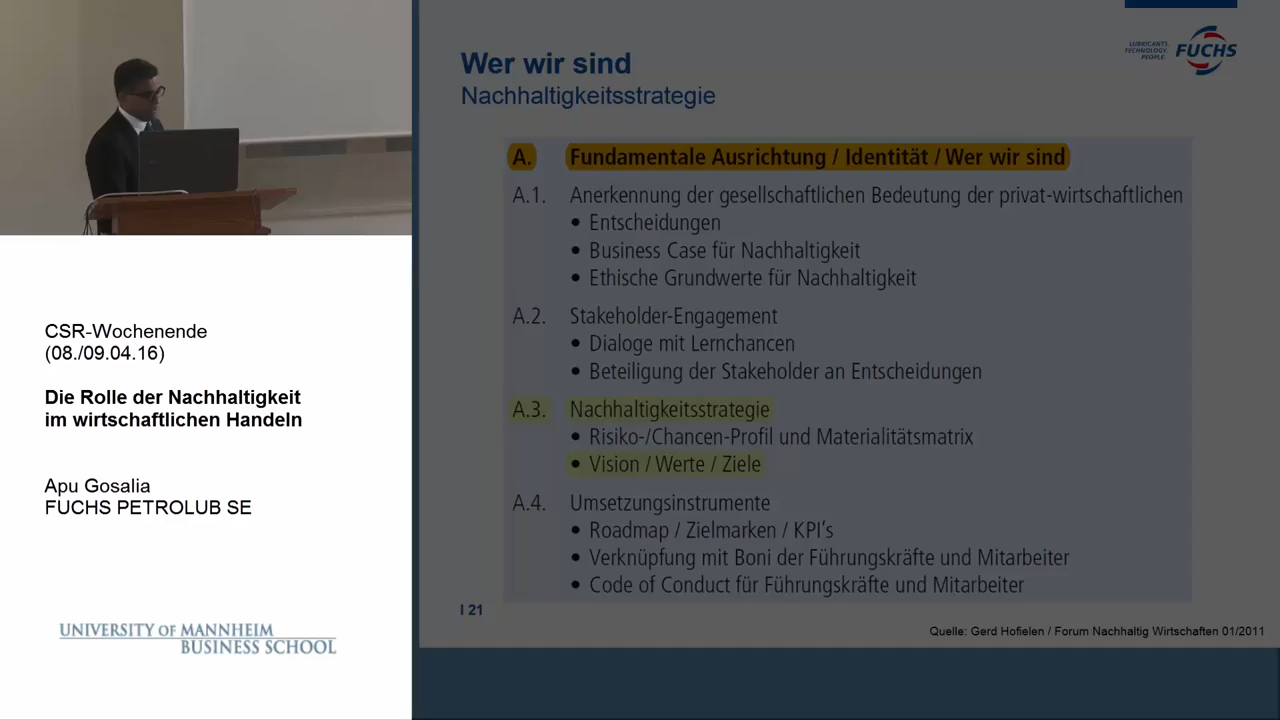 CSR-Wochenende
(08./09.04.16)
Die Rolle der Nachhaltigkeit
im wirtschaftlichen Handeln
Apu Gosalia
FUCHS PETROLUB SE
UNIVERSITY OF MANNHEIM
BUSINESS SCHOOL
LUBRICANTS.
TECHNOLOGY.
PEOPLE.
FUCHS
Wer wir sind
Nachhaltigkeitsstrategie
A. Fundamentale Ausrichtung / Identität / Wer wir sind
A.1. Anerkennung der gesellschaftlichen Bedeutung der privat-wirtschaftlichen
• Entscheidungen
• Business Case für Nachhaltigkeit
• Ethische Grundwerte für Nachhaltigkeit
A.2. Stakeholder-Engagement
• Dialoge mit Lernchancen
• Beteiligung der Stakeholder an Entscheidungen
A.3. Nachhaltigkeitsstrategie
• Risiko-/Chancen-Profil und Materialitätsmatrix
• Vision / Werte / Ziele
A.4. Umsetzungsinstrumente
• Roadmap / Zielmarken / KPI's
• Verknüpfung mit Boni der Führungskräfte und Mitarbeiter
• Code of Conduct für Führungskräfte und Mitarbeiter
l 21
Quelle: Gerd Hofielen / Forum Nachhaltig Wirtschaften 01/2011